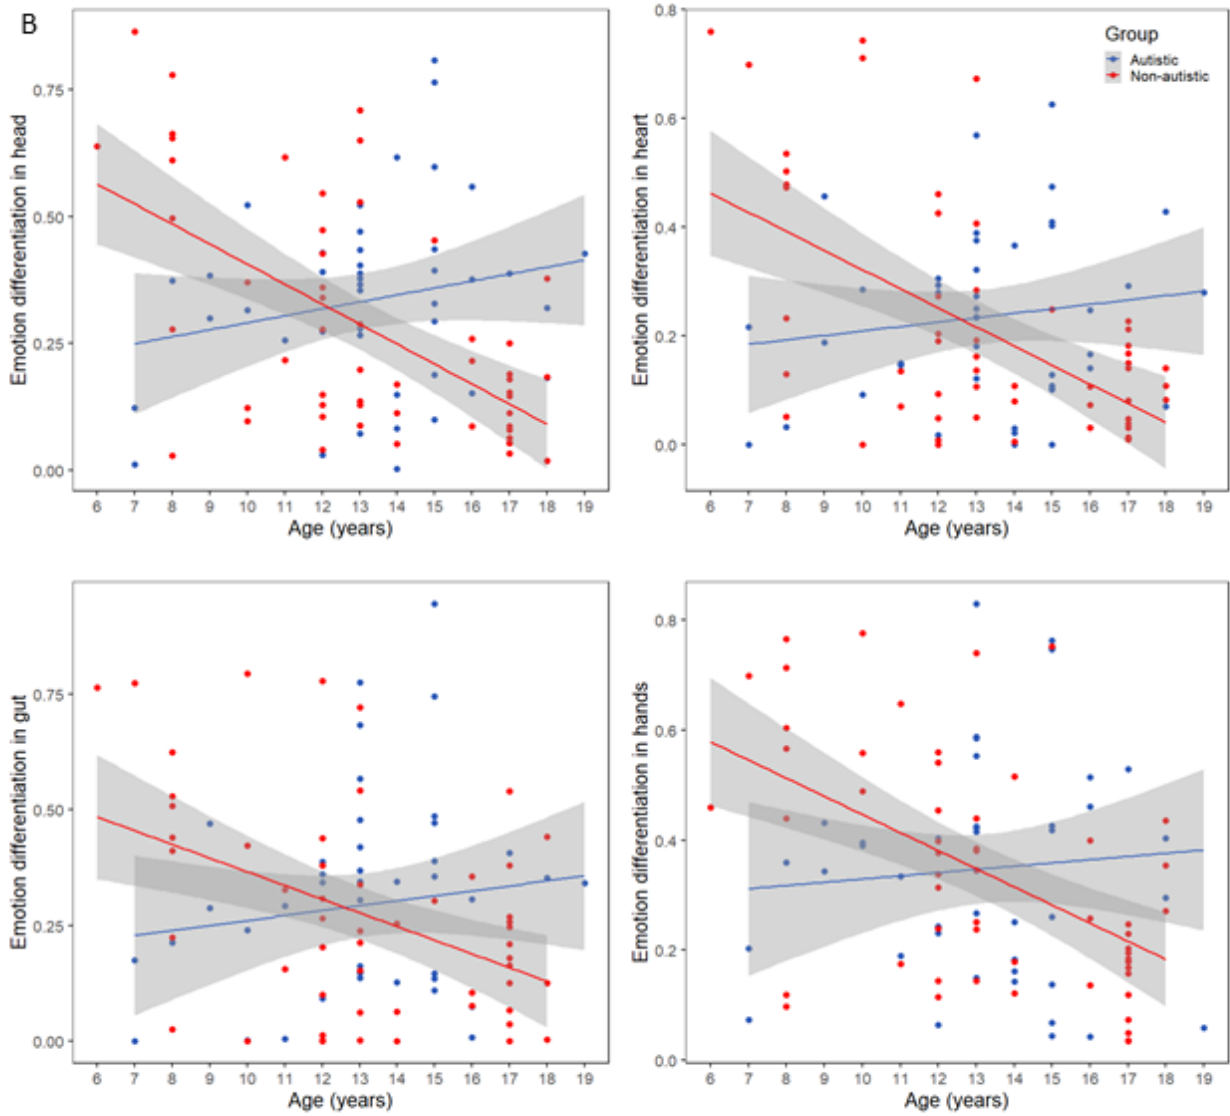 B
Emotion differentiation in head
0.75
0.50
0.25
0.00
6 7 8 9 10 11 12 13 14 15 16 17 18 19
Age (years)
Emotion differentiation in heart
0.8
0.6
0.4
0.2
0.0
Group
Autistic
Non-autistic
6 7 8 9 10 11 12 13 14 15 16 17 18 19
Age (years)
Emotion differentiation in gut
0.75
0.50
0.25
0.00
6 7 8 9 10 11 12 13 14 15 16 17 18 19
Age (years)
Emotion differentiation in hands
0.8
0.6
0.4
0.2
0.0
6 7 8 9 10 11 12 13 14 15 16 17 18 19
Age (years)